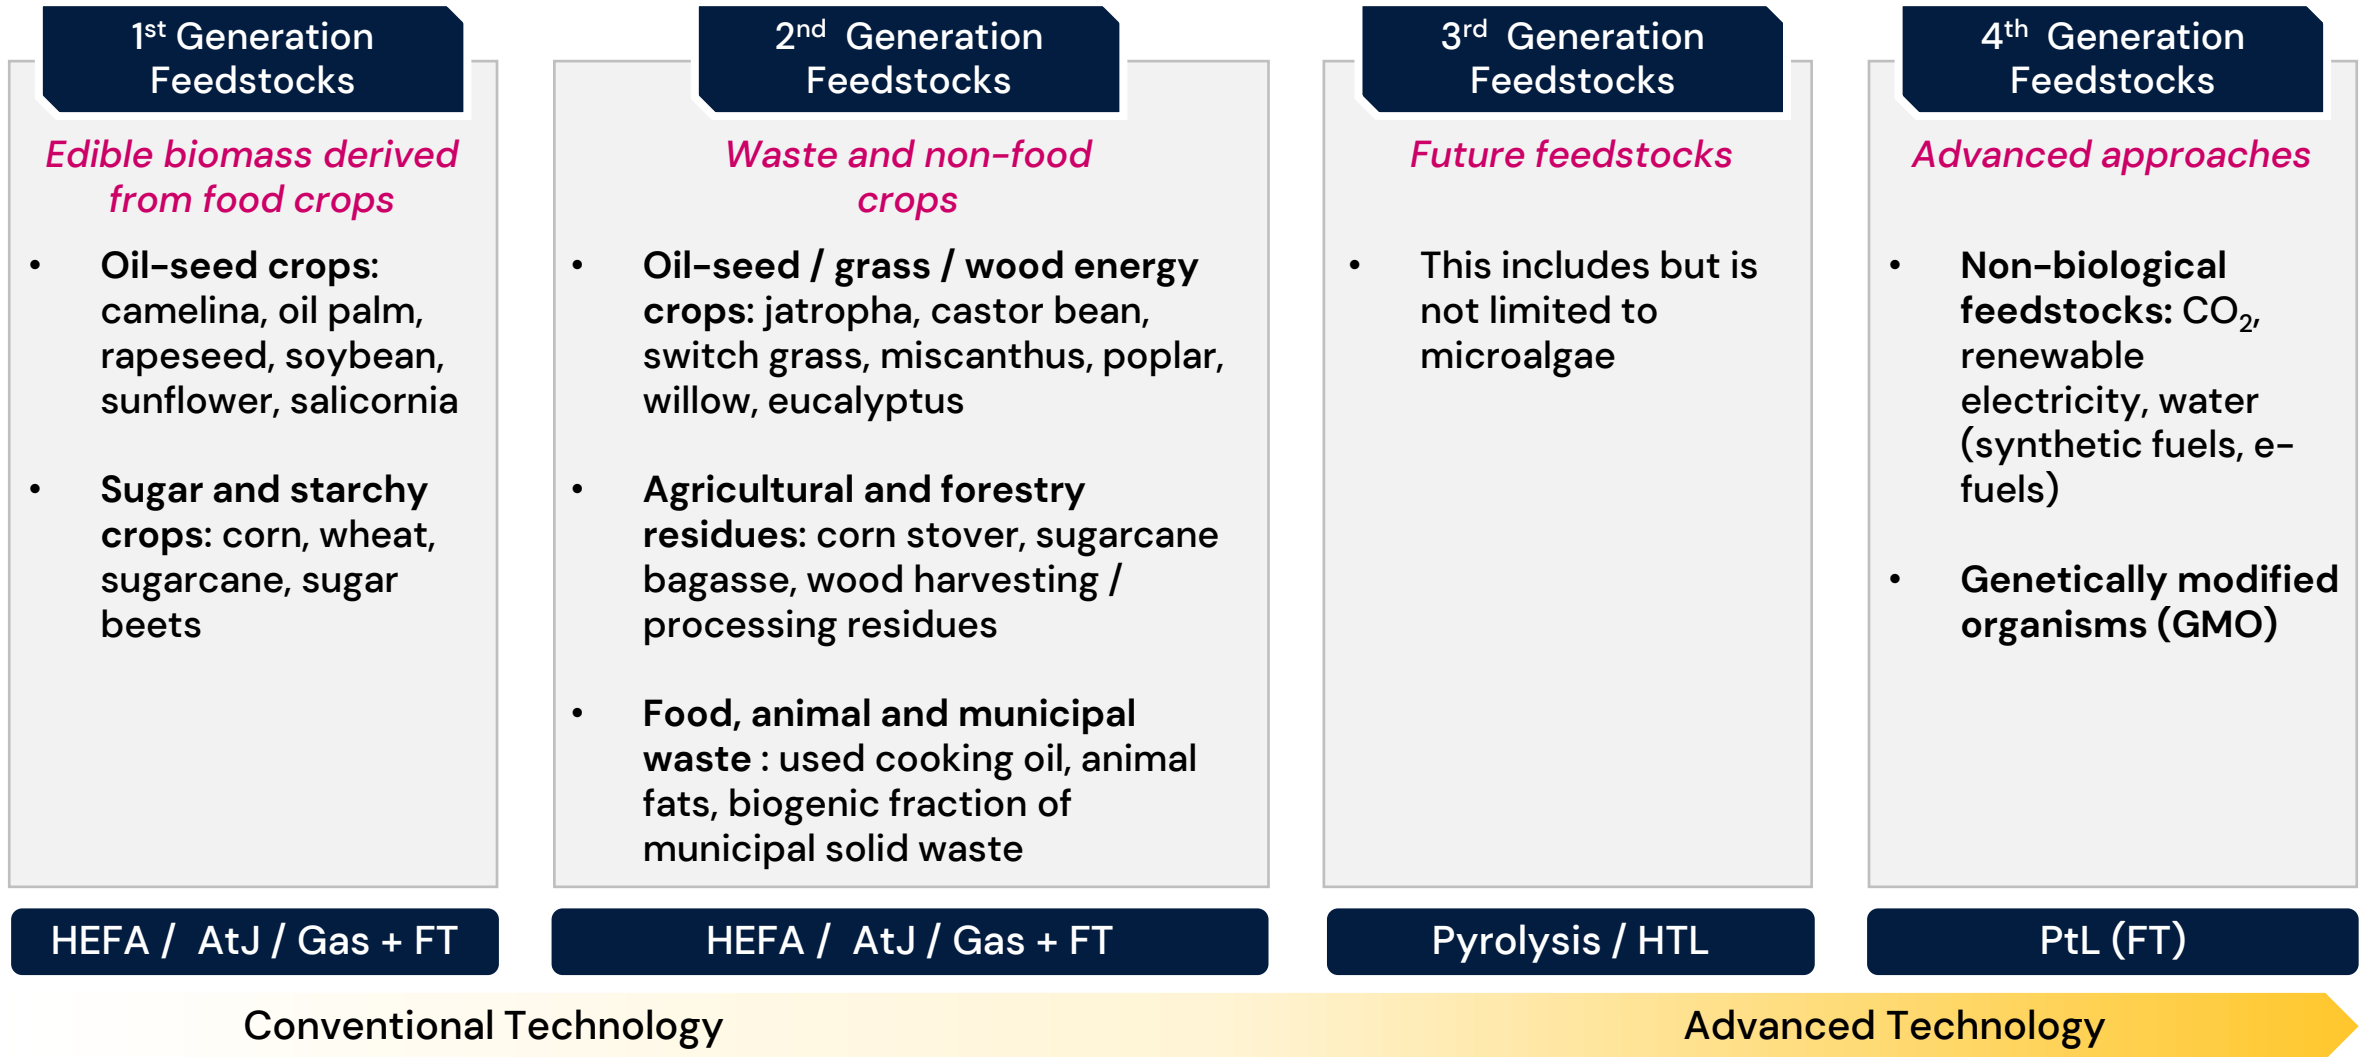 1st Generation
Feedstocks
Edible biomass derived
from food crops
• Oil-seed crops:
camelina, oil palm,
rapeseed, soybean,
sunflower, salicornia
• Sugar and starchy
crops: corn, wheat,
sugarcane, sugar
beets
HEFA / AtJ / Gas + FT
2nd Generation
Feedstocks
Waste and non-food
crops
• Oil-seed / grass / wood energy
crops: jatropha, castor bean,
switch grass, miscanthus, poplar,
willow, eucalyptus
• Agricultural and forestry
residues: corn stover, sugarcane
bagasse, wood harvesting /
processing residues
• Food, animal and municipal
waste : used cooking oil, animal
fats, biogenic fraction of
municipal solid waste
HEFA / AtJ / Gas + FT
3rd Generation
Feedstocks
Future feedstocks
• This includes but is
not limited to
microalgae
Pyrolysis / HTL
4th Generation
Feedstocks
Advanced approaches
• Non-biological
feedstocks: CO₂,
renewable
electricity, water
(synthetic fuels, e-
fuels)
• Genetically modified
organisms (GMO)
PtL (FT)
Conventional Technology
Advanced Technology